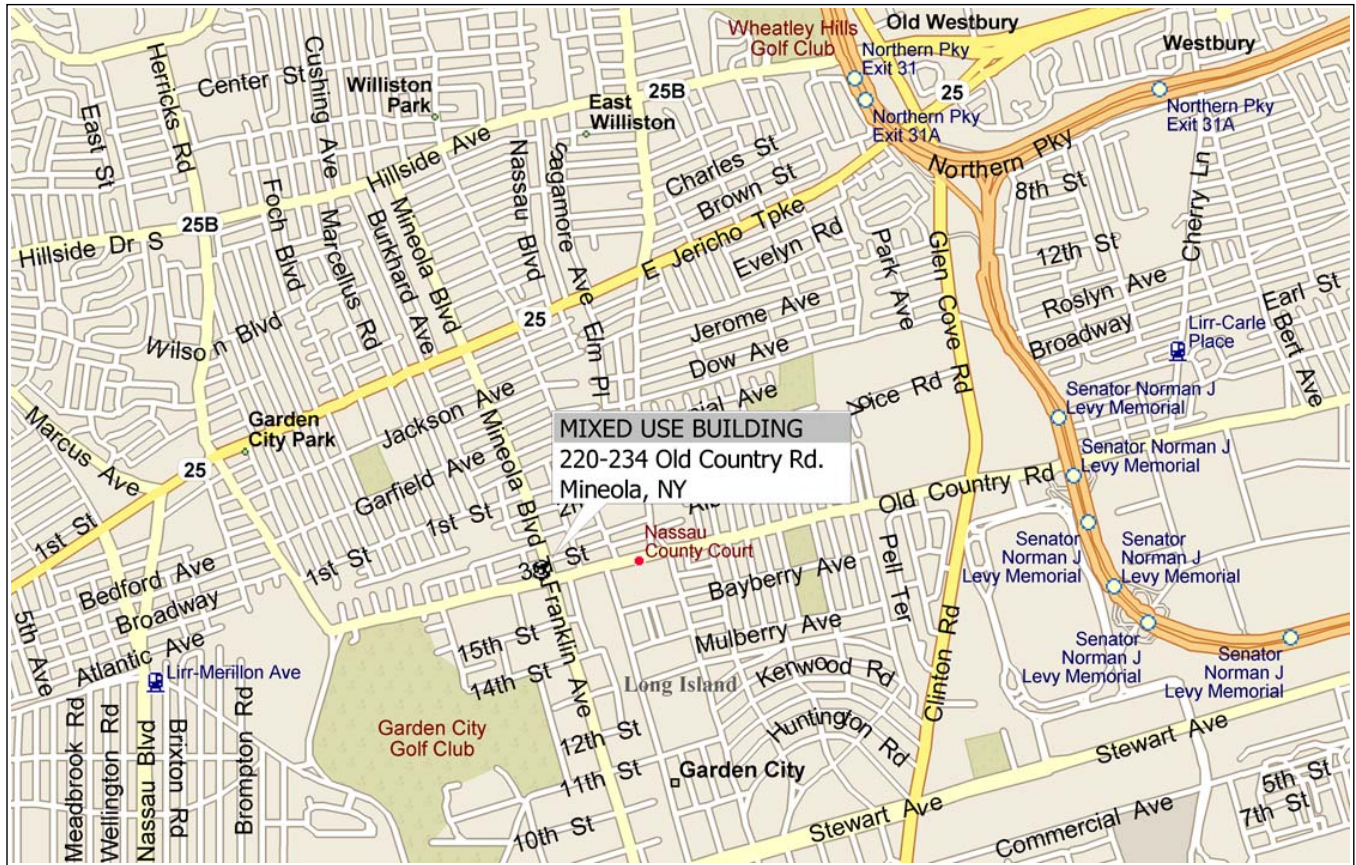 Wheatley Hills
Golf Club
Old Westbury
Northern Pky
Exit 31
Westbury
Herricks Rd
Center St
Cushing Ave
Williston
Park
East
Williston
25B
25
Northern Pky
Exit 31A
Northern Pky
Exit 31A
East St
Hillside Ave
Nassau Blvd
Sagamore Ave
Charles St
Brown St
Northern Pky
8th St
Cherry Ln
25B
Hillside Dr S
Foch Blvd
Marcellus Rd
Burkhard Ave
Mineola Blvd
E Jericho Tpke
Evelyn Rd
Park Ave
Glen Cove Rd
12th St
Roslyn Ave
Broadway
Earl St
E Bert Ave
Lirr-Carle
Place
Wilson Blvd
25
Elm Pl
Jerome Ave
Dow Ave
Voice Rd
Senator Norman J
Levy Memorial
Marcus Ave
Garden
City Park
Jackson Ave
Mineola Blvd
MIXED USE BUILDING
220-234 Old Country Rd.
Mineola, NY
Senator Norman J
Levy Memorial
25
Garfield Ave
1st St
Old Country Rd
1st St
1st St
3rd St
Nassau
County Court
Senator
Norman J
Levy Memorial
Senator
Norman J
Levy Memorial
Bedford Ave
Broadway
Atlantic Ave
5th Ave
Franklin Ave
Bayberry Ave
Pell Ter
Mulberry Ave
Clinton Rd
Lirr-Merillon Ave
15th St
14th St
Long Island
Kenwood Rd
Huntington Rd
Senator
Norman J
Levy Memorial
Senator
Norman J
Levy Memorial
Meadbrook Rd
Wellington Rd
Nassau Blvd
Brixton Rd
Brompton Rd
Garden City
Golf Club
12th St
11th St
10th St
Garden City
Stewart Ave
Stewart Ave
Commercial Ave
5th St
7th St